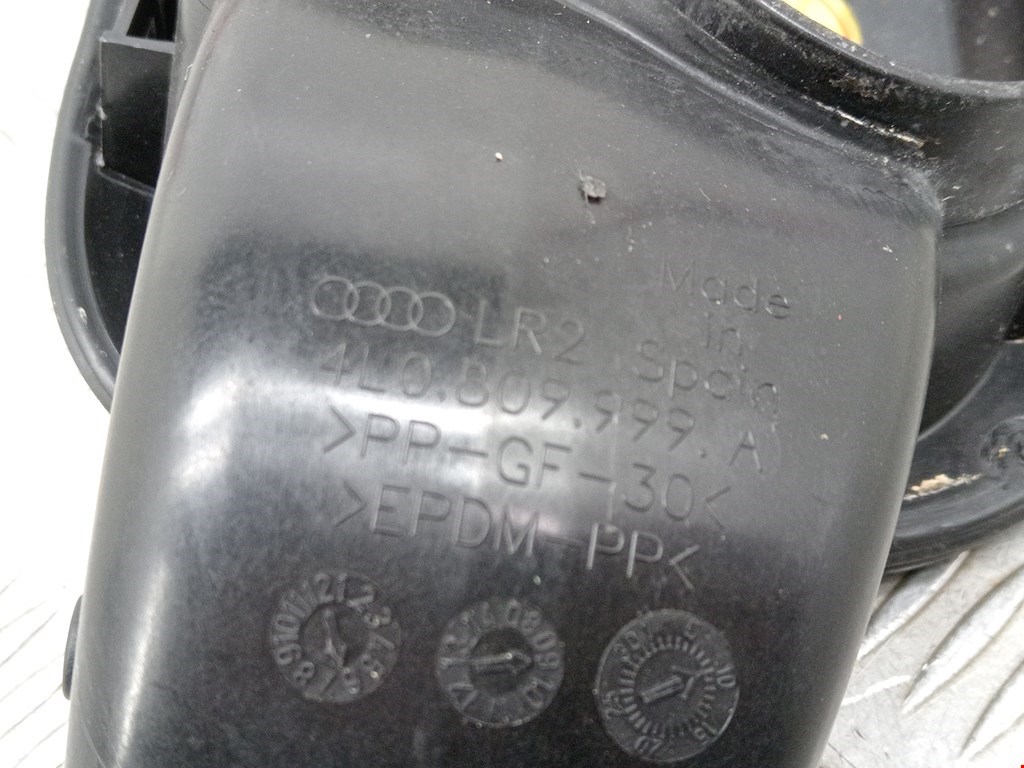 LR2
Made
in
Spain
4L0.809.999.A
>PP-GF-30<
>EPDM-PP<